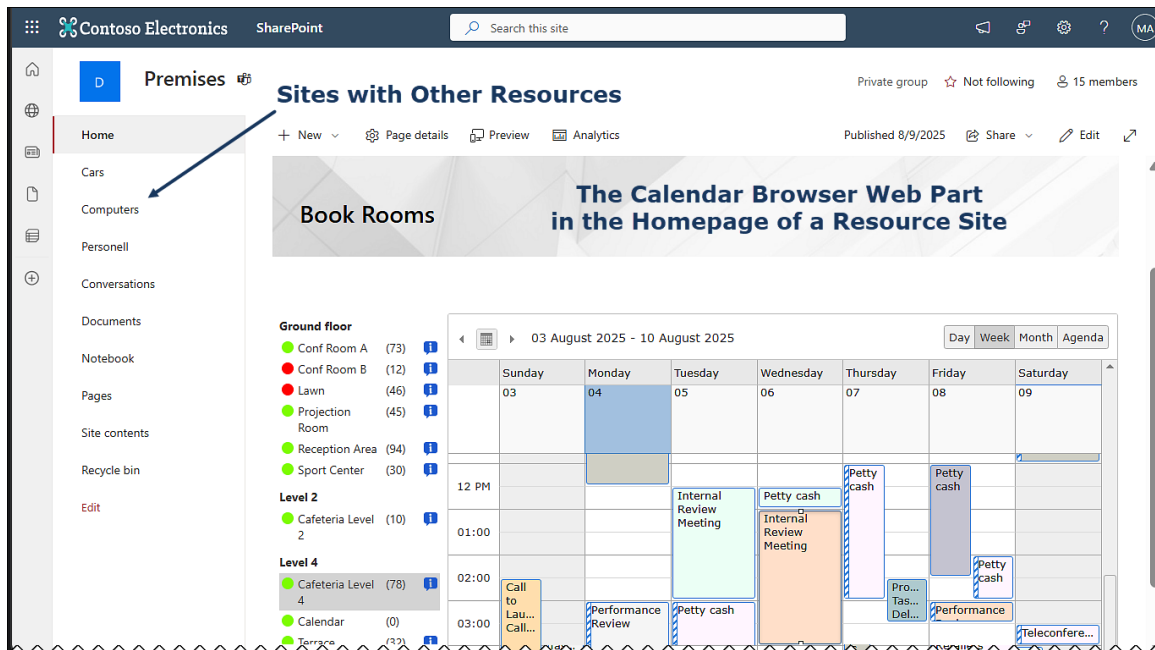 Contoso Electronics SharePoint Search this site ? MA
D Premises
Private group Not following 15 members
Sites with Other Resources
New Page details Preview Analytics Published 8/9/2025 Share Edit
Home
Cars
Computers
Personell
Conversations
Documents
Notebook
Pages
Site contents
Recycle bin
Edit
Book Rooms
The Calendar Browser Web Part
in the Homepage of a Resource Site
Ground floor
Conf Room A (73)
Conf Room B (12)
Lawn (46)
Projection (45)
Room
Reception Area (94)
Sport Center (30)
Level 2
Cafeteria Level (10)
2
Level 4
Cafeteria Level (78)
4
Calendar (0)
Terrace (32)
03 August 2025 - 10 August 2025 Day Week Month Agenda
Sunday Monday Tuesday Wednesday Thursday Friday Saturday
03 04 05 06 07 08 09
12 PM
01:00
02:00
03:00
Call
to
Lau...
Call...
Performance
Review
Internal
Review
Meeting
Petty cash
Petty cash
Internal
Review
Meeting
Petty
cash
Pro...
Tas...
Del...
Petty
cash
Petty
cash
Performance
Teleconfere...